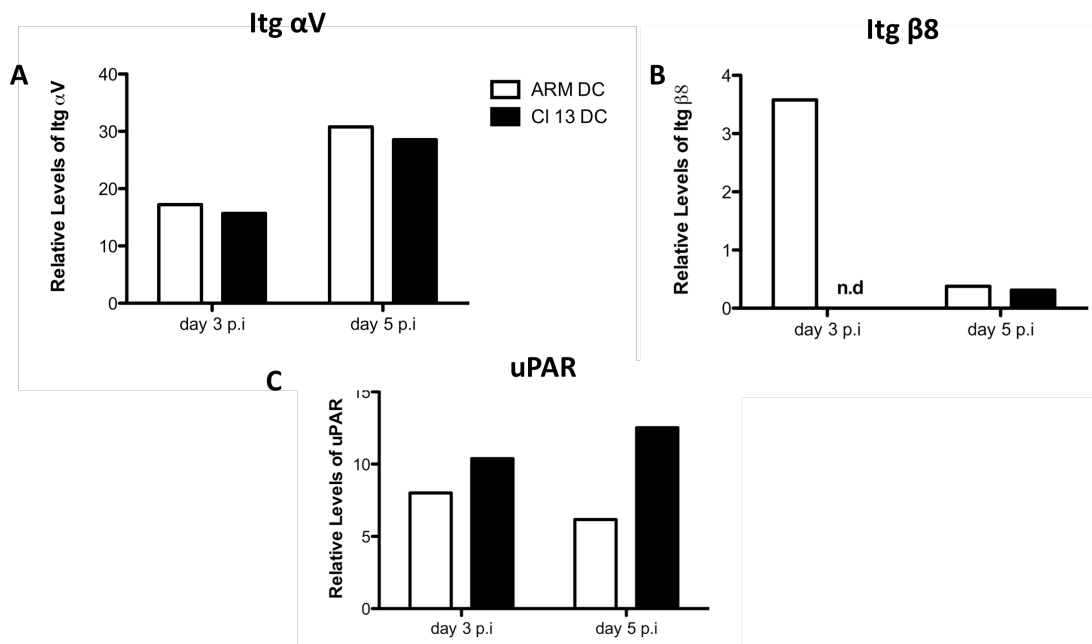 Itg αV
A
Relative Levels of Itg αV
40
30
20
10
0
day 3 p.i
day 5 p.i
ARM DC
Cl 13 DC
Itg β8
B
Relative Levels of Itg β8
4
3
2
1
0
n.d
day 3 p.i
day 5 p.i
uPAR
C
Relative Levels of uPAR
15
10
5
0
day 3 p.i
day 5 p.i